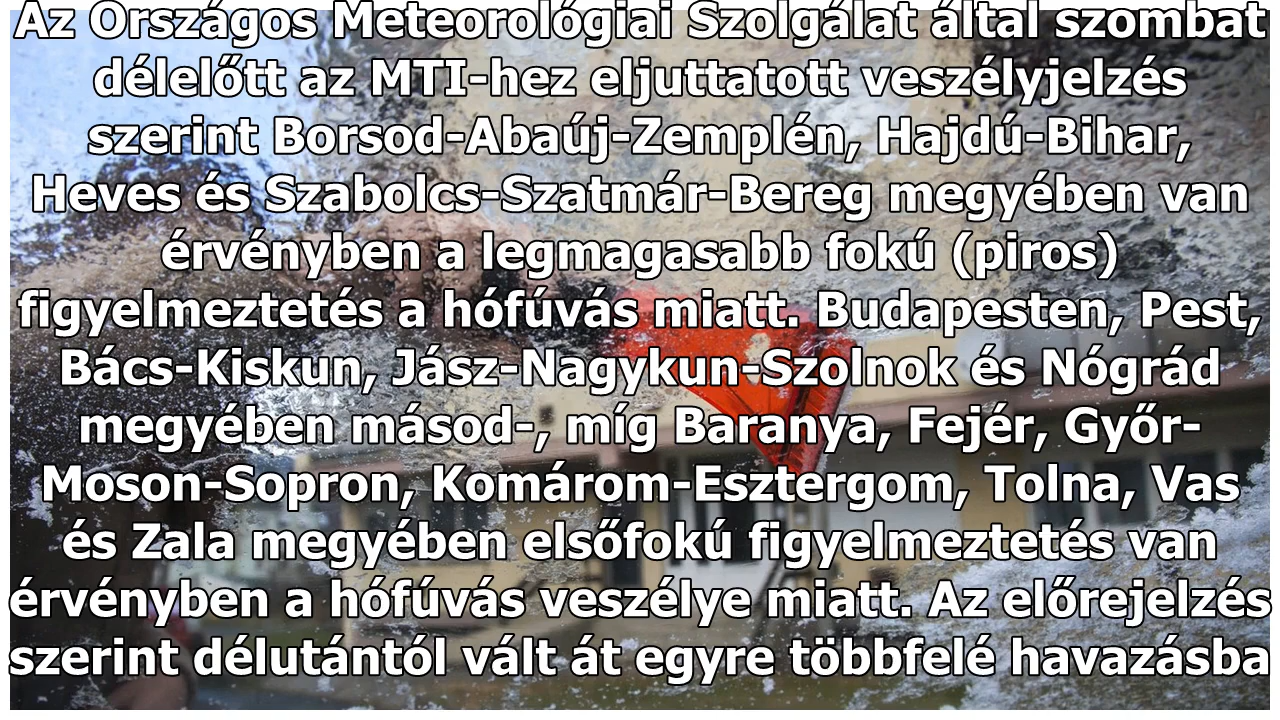 Az Országos Meteorológiai Szolgálat által szombat
délelőtt az MTI-hez eljuttatott veszélyjelzés
szerint Borsod-Abaúj-Zemplén, Hajdú-Bihar,
Heves és Szabolcs-Szatmár-Bereg megyében van
érvényben a legmagasabb fokú (piros)
figyelmeztetés a hófúvás miatt. Budapesten, Pest,
Bács-Kiskun, Jász-Nagykun-Szolnok és Nógrád
megyében másod-, míg Baranya, Fejér, Győr-
Moson-Sopron, Komárom-Esztergom, Tolna, Vas
és Zala megyében elsőfokú figyelmeztetés van
érvényben a hófúvás veszélye miatt. Az előrejelzés
szerint délutántól vált át egyre többfelé havazásba